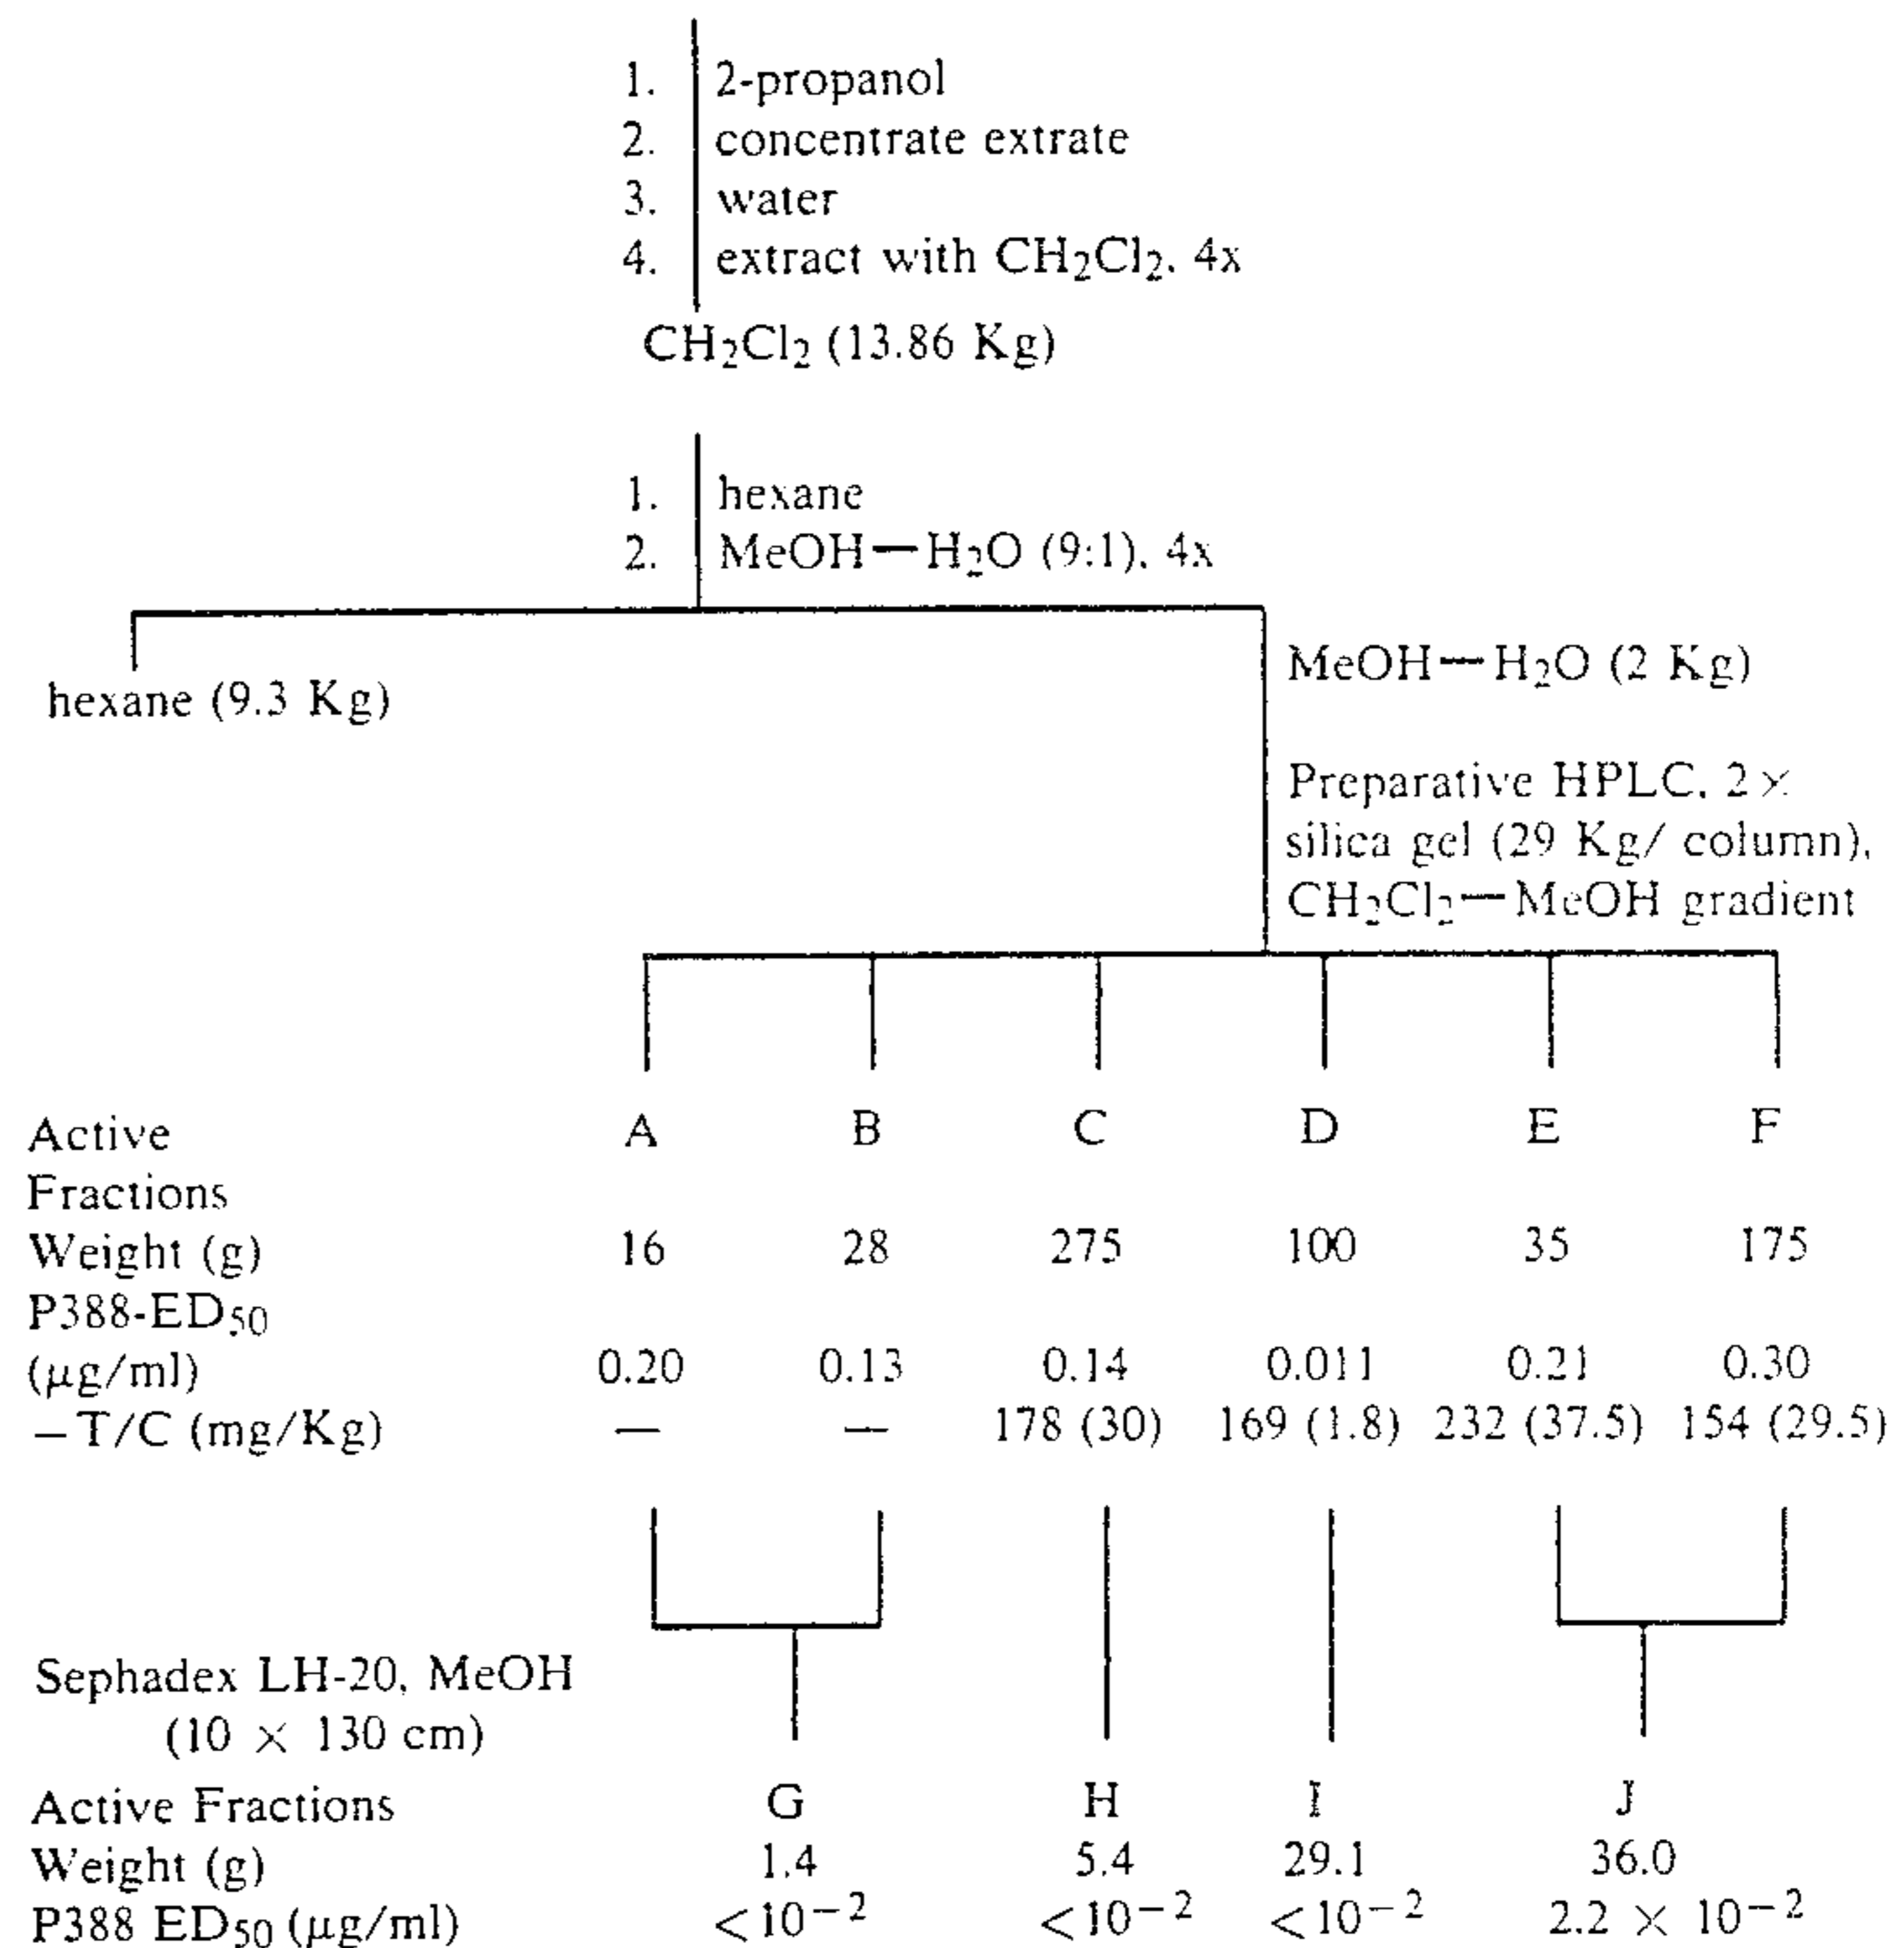 1. 2-propanol
2. concentrate extrate
3. water
4. extract with CH₂Cl₂, 4x
CH₂Cl₂ (13.86 Kg)
1. hexane
2. MeOH—H₂O (9:1), 4x
hexane (9.3 Kg)
MeOH—H₂O (2 Kg)
Preparative HPLC, 2×
silica gel (29 Kg/ column),
CH₂Cl₂—MeOH gradient
Active A B C D E F
Fractions
Weight (g) 16 28 275 100 35 175
P388-ED₅₀
(μg/ml) 0.20 0.13 0.14 0.011 0.21 0.30
–T/C (mg/Kg) — — 178 (30) 169 (1.8) 232 (37.5) 154 (29.5)
Sephadex LH-20, MeOH
(10 × 130 cm)
Active Fractions G H I J
Weight (g) 1.4 5.4 29.1 36.0
P388 ED₅₀ (μg/ml) <10⁻² <10⁻² <10⁻² 2.2 × 10⁻²